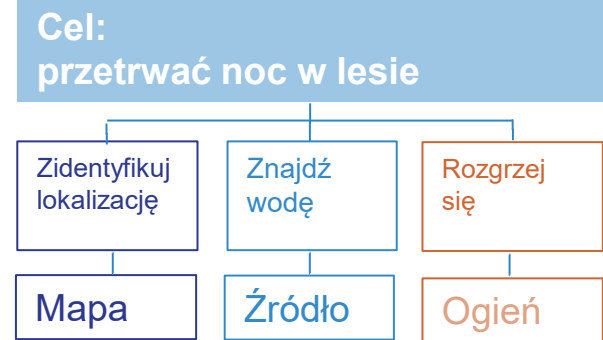 Cel:
przetrwać noc w lesie
Zidentyfikuj
lokalizację
Znajdź
wodę
Rozgrzej
się
Mapa
Źródło
Ogień